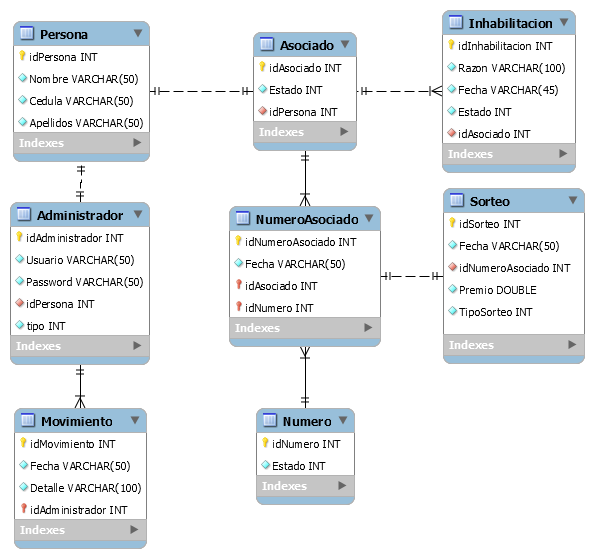 Persona
idPersona INT
Nombre VARCHAR(50)
Cedula VARCHAR(50)
Apellidos VARCHAR(50)
Indexes
Asociado
idAsociado INT
Estado INT
idPersona INT
Indexes
Inhabilitacion
idInhabilitacion INT
Razon VARCHAR(100)
Fecha VARCHAR(45)
Estado INT
idAsociado INT
Indexes
Administrador
idAdministrador INT
Usuario VARCHAR(50)
Password VARCHAR(50)
idPersona INT
tipo INT
Indexes
NumeroAsociado
idNumeroAsociado INT
Fecha VARCHAR(50)
idAsociado INT
idNumero INT
Indexes
Sorteo
idSorteo INT
Fecha VARCHAR(50)
idNumeroAsociado INT
Premio DOUBLE
TipoSorteo INT
Indexes
Movimiento
idMovimiento INT
Fecha VARCHAR(50)
Detalle VARCHAR(100)
idAdministrador INT
Indexes
Numero
idNumero INT
Estado INT
Indexes